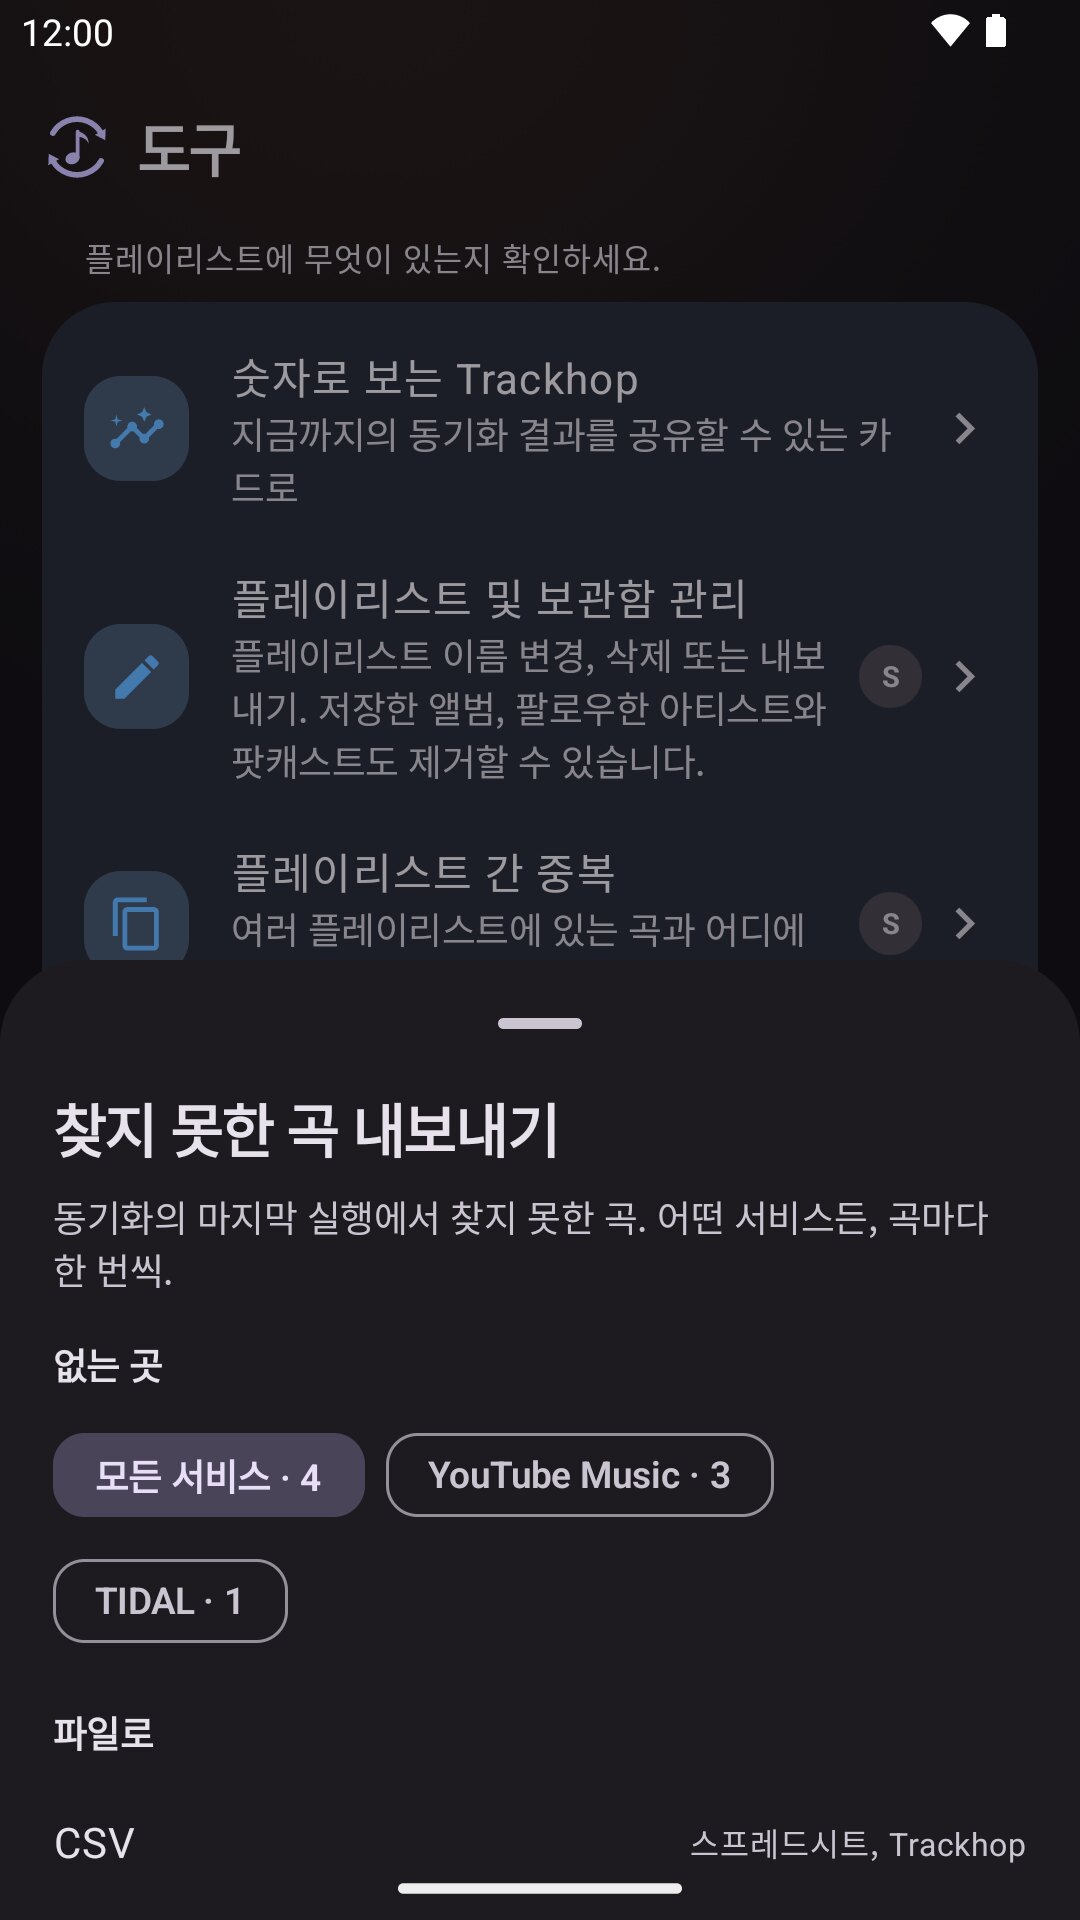 12:00
도구
플레이리스트에 무엇이 있는지 확인하세요.
숫자로 보는 Trackhop
지금까지의 동기화 결과를 공유할 수 있는 카
드로
플레이리스트 및 보관함 관리
플레이리스트 이름 변경, 삭제 또는 내보
내기. 저장한 앨범, 팔로우한 아티스트와
팟캐스트도 제거할 수 있습니다.
S
플레이리스트 간 중복
여러 플레이리스트에 있는 곡과 어디에
S
찾지 못한 곡 내보내기
동기화의 마지막 실행에서 찾지 못한 곡. 어떤 서비스든, 곡마다
한 번씩.
없는 곳
모든 서비스 · 4
YouTube Music · 3
TIDAL · 1
파일로
CSV
스프레드시트, Trackhop